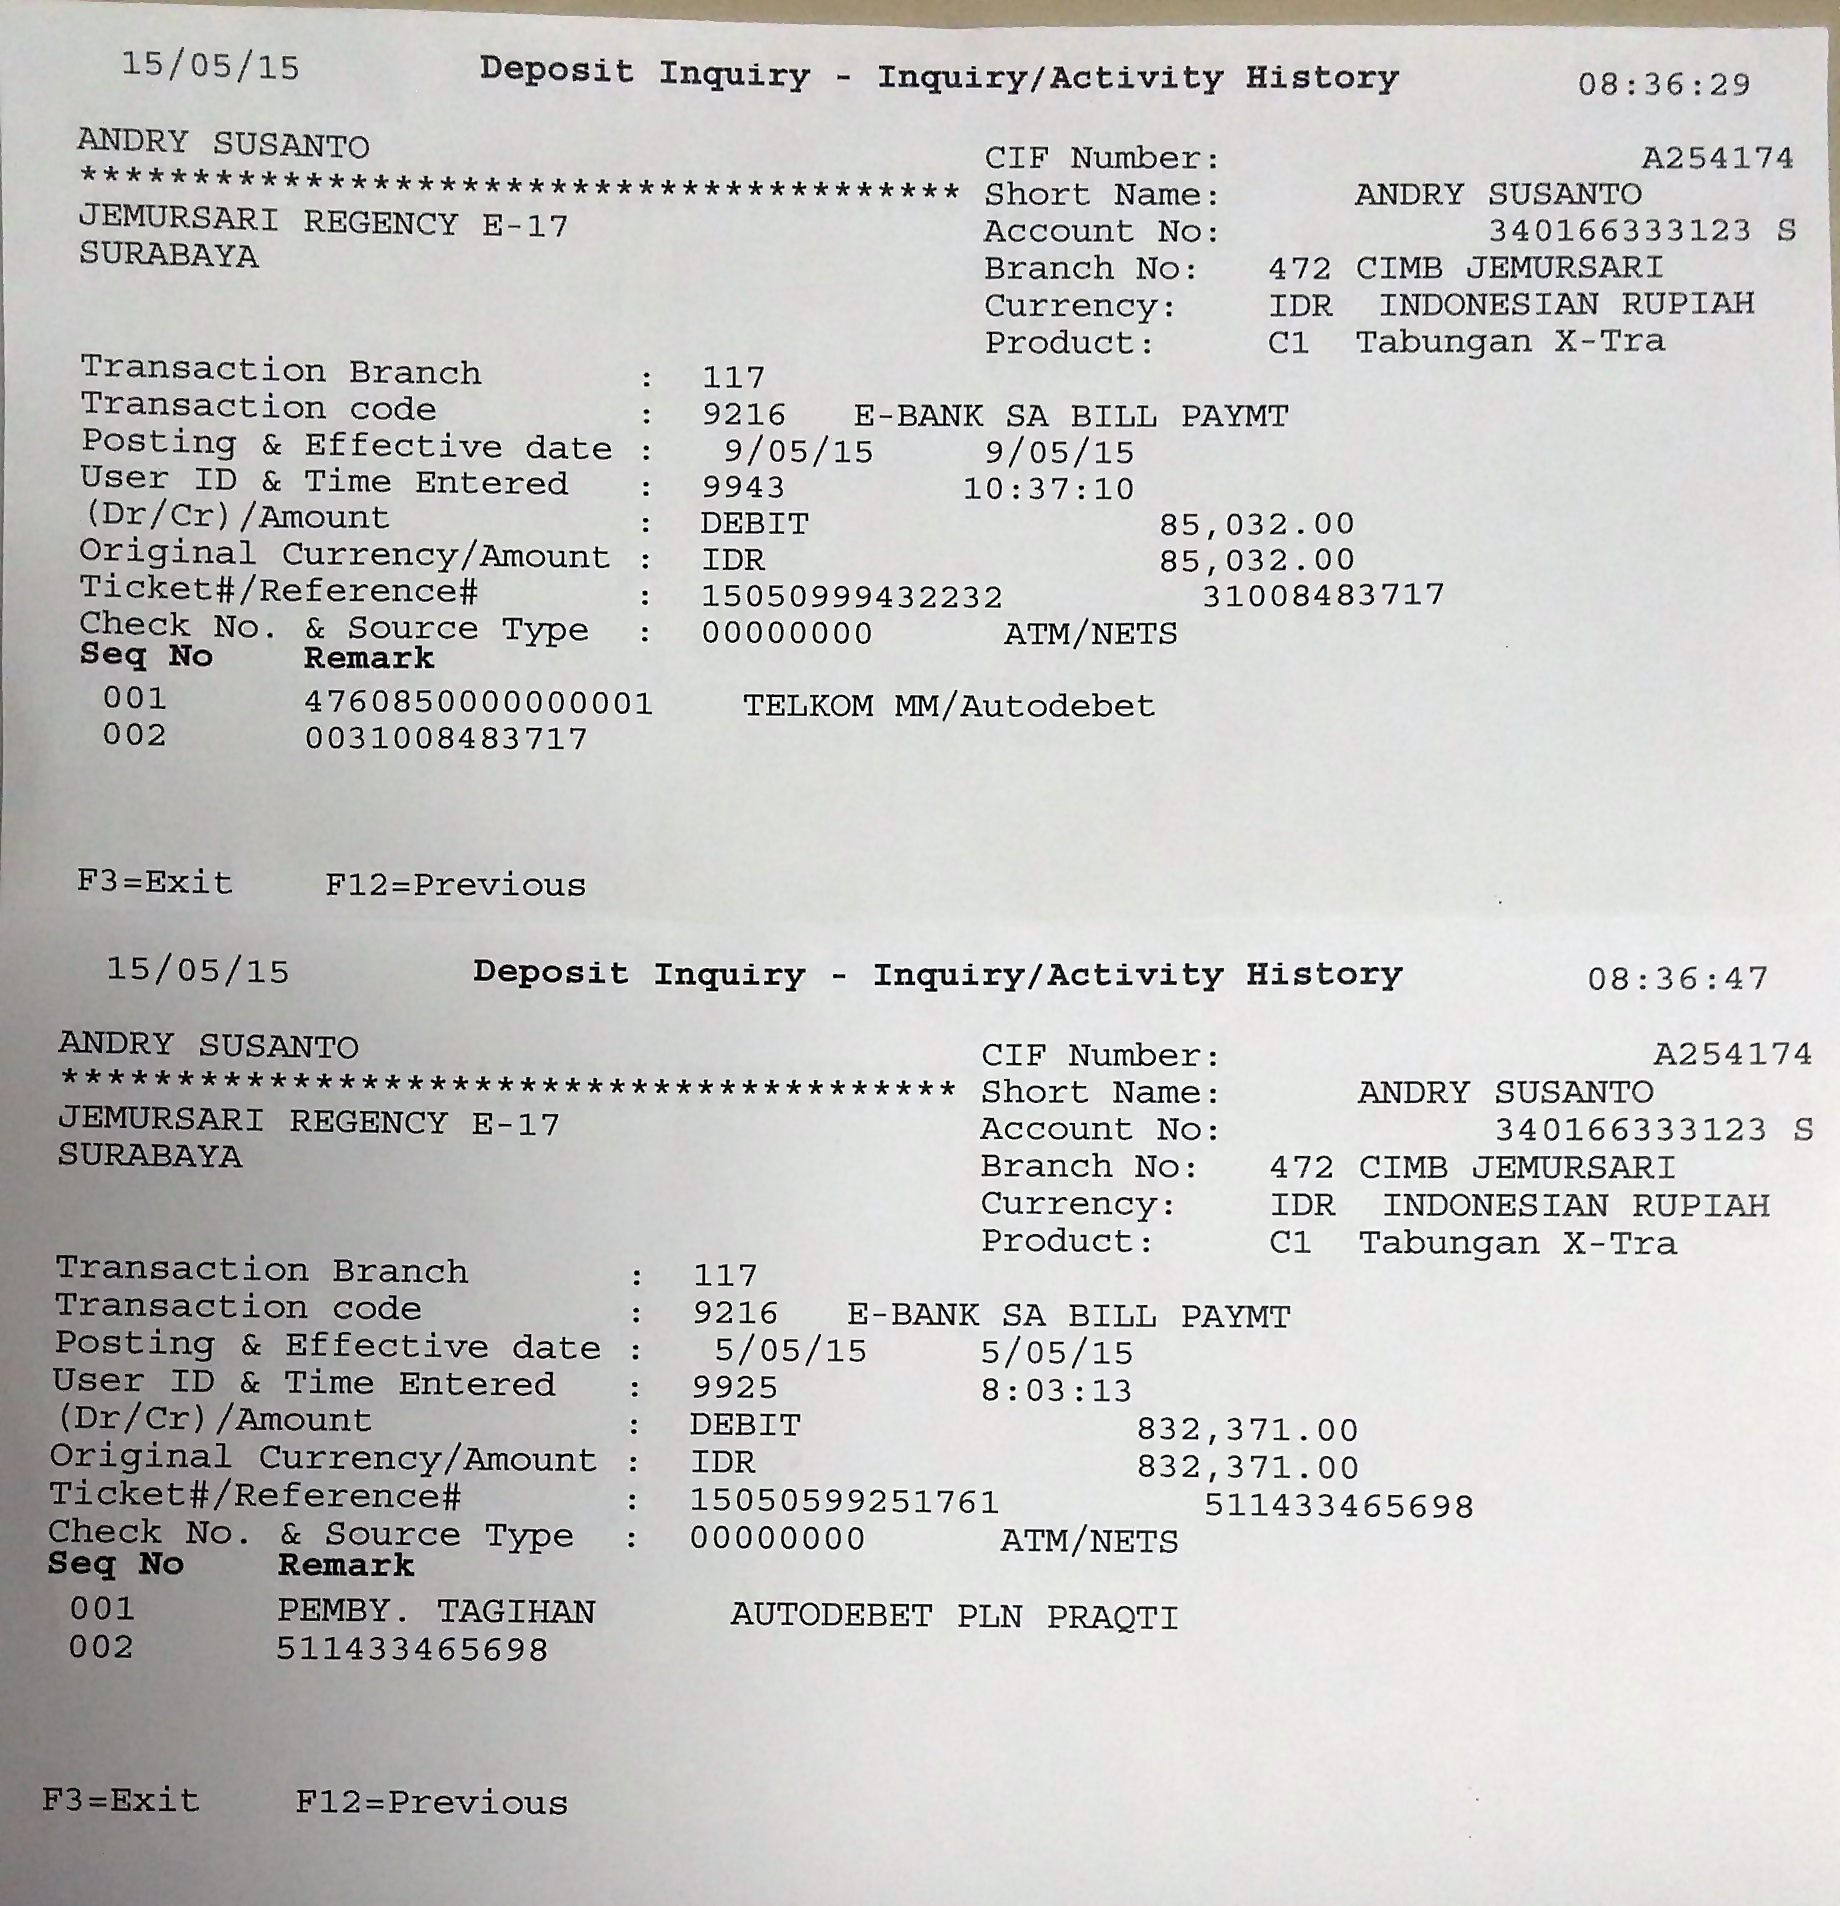 15/05/15 Deposit Inquiry - Inquiry/Activity History 08:36:29
ANDRY SUSANTO CIF Number: A254174
*************************************** Short Name: ANDRY SUSANTO
JEMURSARI REGENCY E-17 Account No: 340166333123 S
SURABAYA Branch No: 472 CIMB JEMURSARI
Currency: IDR INDONESIAN RUPIAH
Product: C1 Tabungan X-Tra
Transaction Branch : 117
Transaction code : 9216 E-BANK SA BILL PAYMT
Posting & Effective date : 9/05/15 9/05/15
User ID & Time Entered : 9943 10:37:10
(Dr/Cr)/Amount : DEBIT 85,032.00
Original Currency/Amount : IDR 85,032.00
Ticket#/Reference# : 15050999432232 31008483717
Check No. & Source Type : 00000000 ATM/NETS
Seq No Remark
001 4760850000000001 TELKOM MM/Autodebet
002 0031008483717
F3=Exit F12=Previous
15/05/15 Deposit Inquiry - Inquiry/Activity History 08:36:47
ANDRY SUSANTO CIF Number: A254174
*************************************** Short Name: ANDRY SUSANTO
JEMURSARI REGENCY E-17 Account No: 340166333123 S
SURABAYA Branch No: 472 CIMB JEMURSARI
Currency: IDR INDONESIAN RUPIAH
Product: C1 Tabungan X-Tra
Transaction Branch : 117
Transaction code : 9216 E-BANK SA BILL PAYMT
Posting & Effective date : 5/05/15 5/05/15
User ID & Time Entered : 9925 8:03:13
(Dr/Cr)/Amount : DEBIT 832,371.00
Original Currency/Amount : IDR 832,371.00
Ticket#/Reference# : 15050599251761 511433465698
Check No. & Source Type : 00000000 ATM/NETS
Seq No Remark
001 PEMBY. TAGIHAN AUTODEBET PLN PRAQTI
002 511433465698
F3=Exit F12=Previous